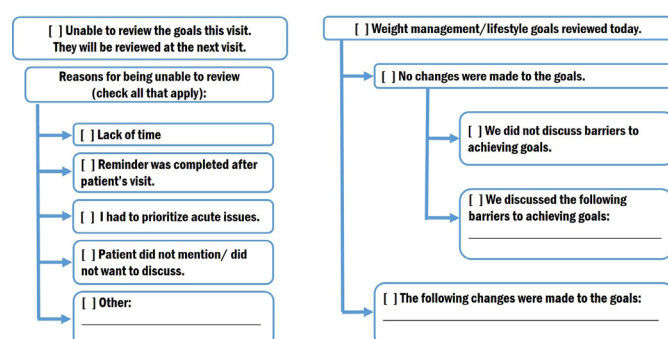 [ ] Unable to review the goals this visit.
They will be reviewed at the next visit.
Reasons for being unable to review
(check all that apply):
[ ] Lack of time
[ ] Reminder was completed after
patient's visit.
[ ] I had to prioritize acute issues.
[ ] Patient did not mention/ did
not want to discuss.
[ ] Other:
[ ] Weight management/lifestyle goals reviewed today.
[ ] No changes were made to the goals.
[ ] We did not discuss barriers to
achieving goals.
[ ] We discussed the following
barriers to achieving goals:
[ ] The following changes were made to the goals: